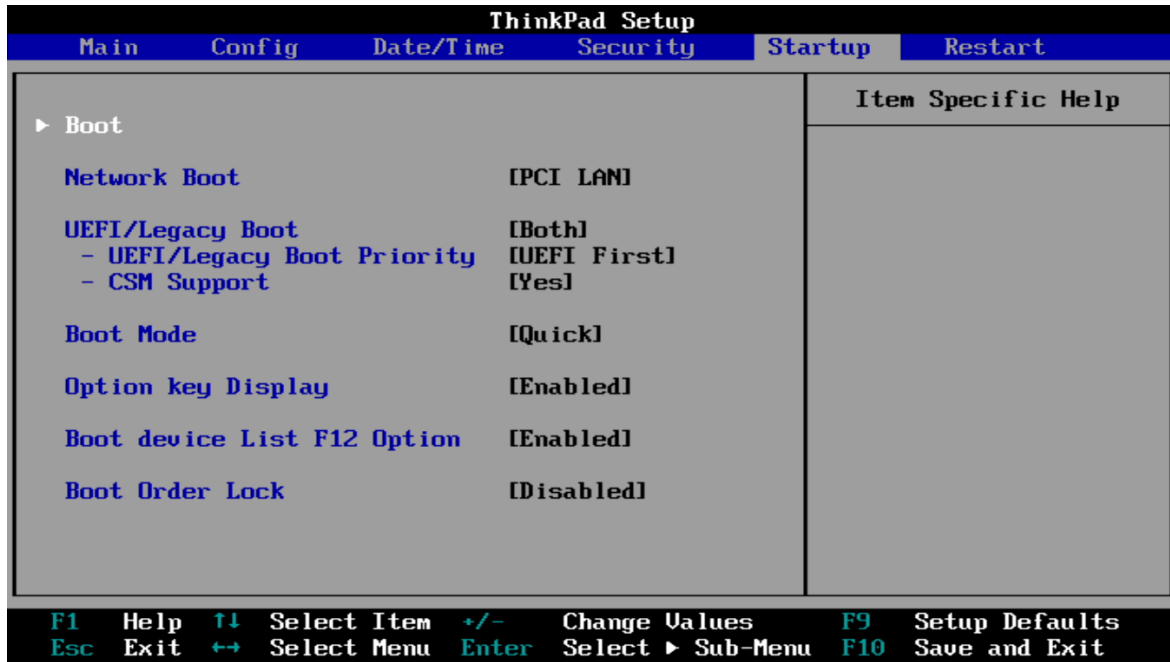 ThinkPad Setup
Main Config Date/Time Security Startup Restart
Item Specific Help
▶ Boot
Network Boot [PCI LAN]
UEFI/Legacy Boot [Both]
- UEFI/Legacy Boot Priority [UEFI First]
- CSM Support [Yes]
Boot Mode [Quick]
Option key Display [Enabled]
Boot device List F12 Option [Enabled]
Boot Order Lock [Disabled]
F1 Help ↑↓ Select Item +/- Change Values F9 Setup Defaults
Esc Exit ↔ Select Menu Enter Select ▶ Sub-Menu F10 Save and Exit